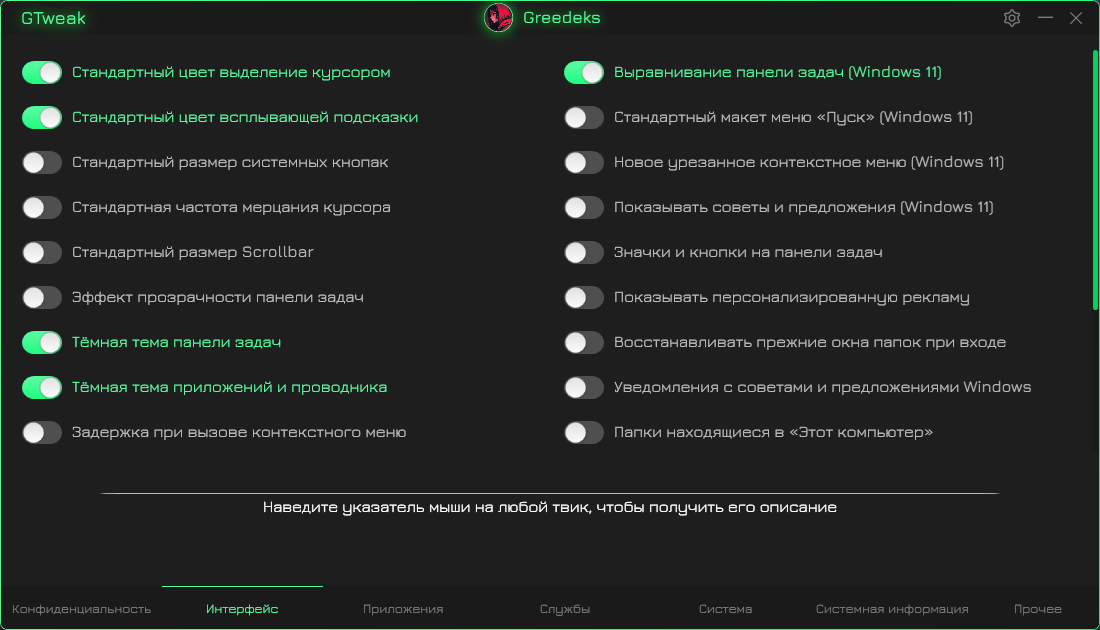 GTweak
Greedeks
Стандартный цвет выделение курсором
Стандартный цвет всплывающей подсказки
Стандартный размер системных кнопак
Стандартная частота мерцания курсора
Стандартный размер Scrollbar
Эффект прозрачности панели задач
Тёмная тема панели задач
Тёмная тема приложений и проводника
Задержка при вызове контекстного меню
Выравнивание панели задач (Windows 11)
Стандартный макет меню «Пуск» (Windows 11)
Новое урезанное контекстное меню (Windows 11)
Показывать советы и предложения (Windows 11)
Значки и кнопки на панели задач
Показывать персонализированную рекламу
Восстанавливать прежние окна папок при входе
Уведомления с советами и предложениями Windows
Папки находящиеся в «Этот компьютер»
Наведите указатель мыши на любой твик, чтобы получить его описание
Конфиденциальность
Интерфейс
Приложения
Службы
Система
Системная информация
Прочее